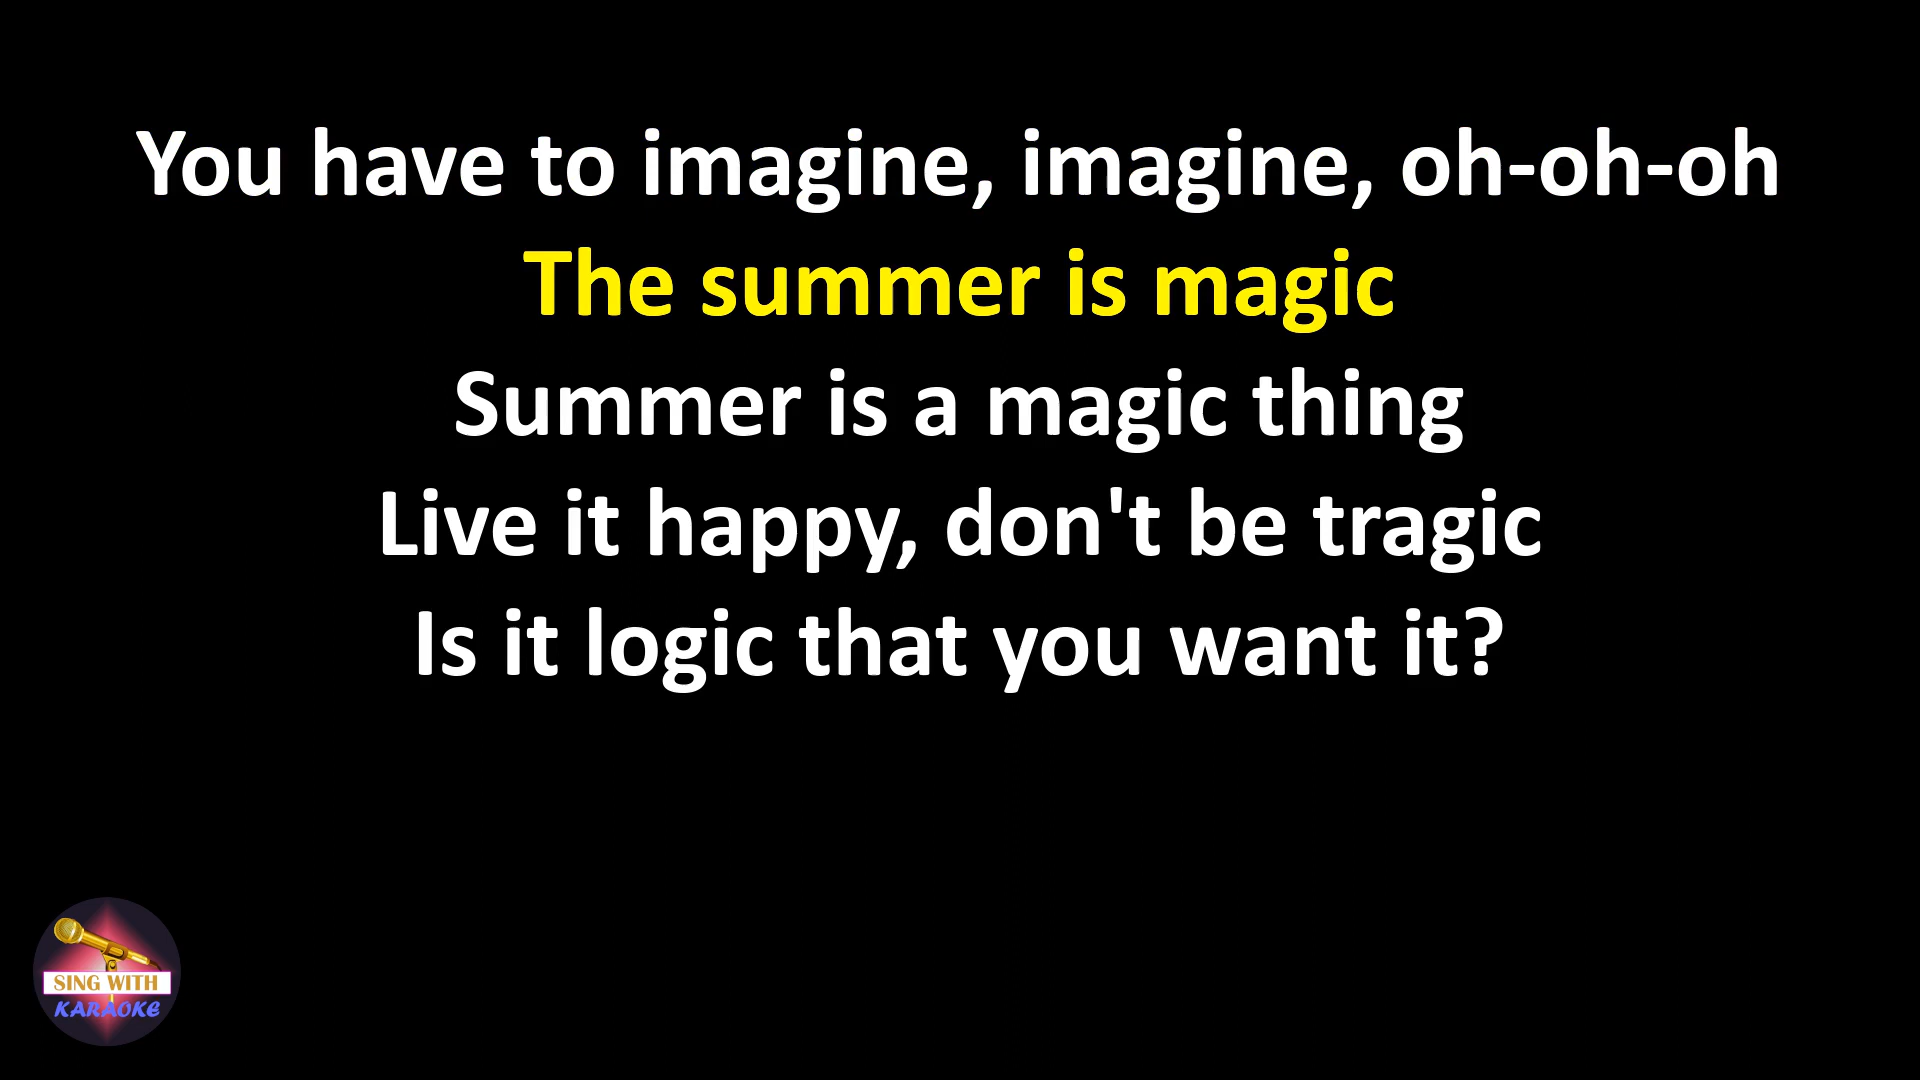 You have to imagine, imagine, oh-oh-oh
The summer is magic
Summer is a magic thing
Live it happy, don't be tragic
Is it logic that you want it?
SING WITH
KARAOKE